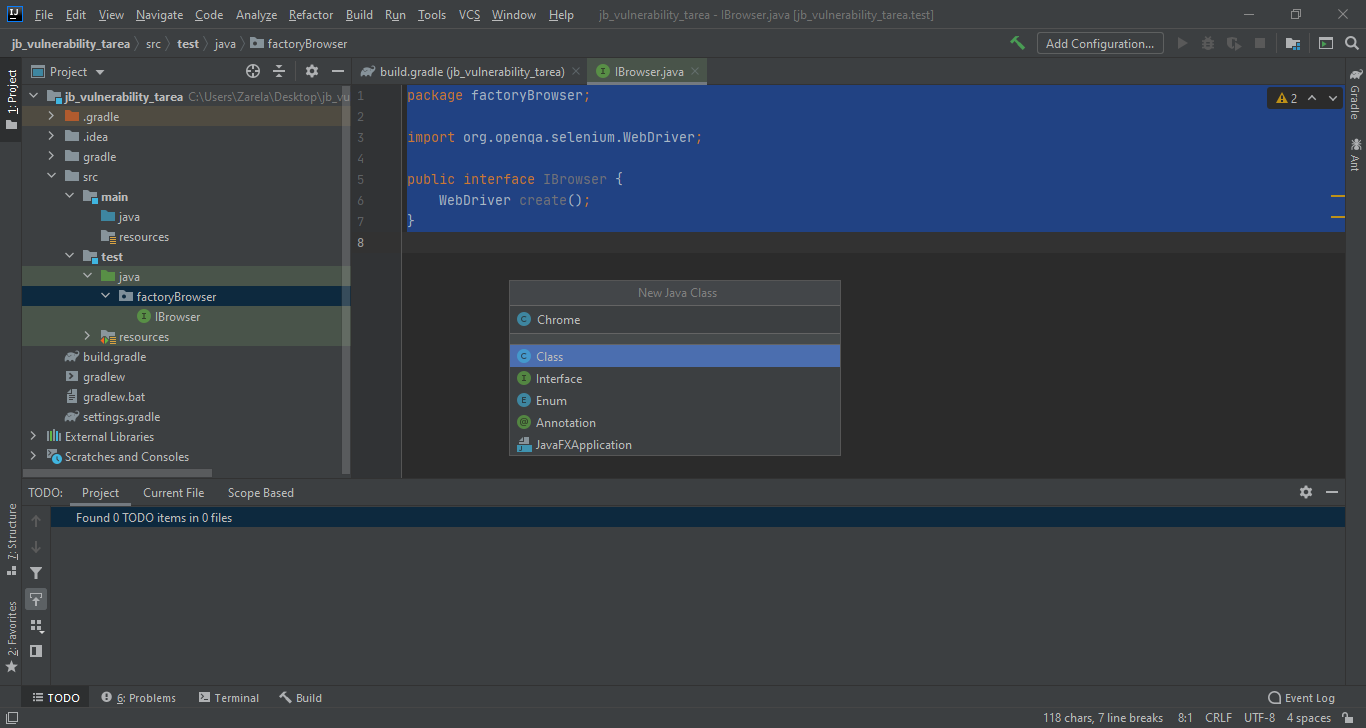 File Edit View Navigate Code Analyze Refactor Build Run Tools VCS Window Help jb_vulnerability_tarea - IBrowser.java [jb_vulnerability_tarea.test]
jb_vulnerability_tarea src test java factoryBrowser Add Configuration...
1: Project
7: Structure
2: Favorites
Project
jb_vulnerability_tarea C:\Users\Zarela\Desktop\jb_vu
.gradle
.idea
gradle
src
main
java
resources
test
java
factoryBrowser
IBrowser
resources
build.gradle
gradlew
gradlew.bat
settings.gradle
External Libraries
Scratches and Consoles
build.gradle (jb_vulnerability_tarea) IBrowser.java
1 package factoryBrowser;
2
3 import org.openqa.selenium.WebDriver;
4
5 public interface IBrowser {
6 WebDriver create();
7 }
8
2
Gradle
Ant
New Java Class
Chrome
Class
Interface
Enum
Annotation
JavaFXApplication
TODO: Project Current File Scope Based
Found 0 TODO items in 0 files
TODO 6: Problems Terminal Build Event Log
118 chars, 7 line breaks 8:1 CRLF UTF-8 4 spaces